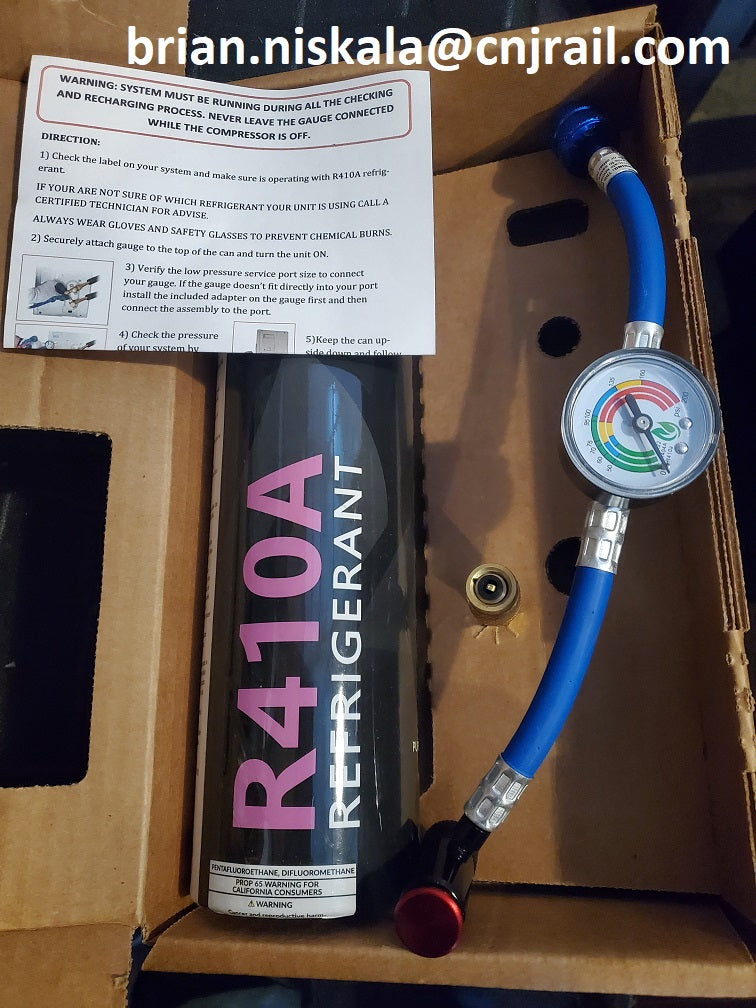 brian.niskala@cnjrail.com
WARNING: SYSTEM MUST BE RUNNING DURING ALL THE CHECKING
AND RECHARGING PROCESS. NEVER LEAVE THE GAUGE CONNECTED
WHILE THE COMPRESSOR IS OFF.
DIRECTION:
1) Check the label on your system and make sure is operating with R410A refrig-
erant.
IF YOUR ARE NOT SURE OF WHICH REFRIGERANT YOUR UNIT IS USING CALL A
CERTIFIED TECHNICIAN FOR ADVISE.
ALWAYS WEAR GLOVES AND SAFETY GLASSES TO PREVENT CHEMICAL BURNS.
2) Securely attach gauge to the top of the can and turn the unit ON.
3) Verify the low pressure service port size to connect
your gauge. If the gauge doesn't fit directly into your port
install the included adapter on the gauge first and then
connect the assembly to the port.
4) Check the pressure
of your system by
5)Keep the can up-
side down and follow
R410A
REFRIGERANT
PENTAFLUOROETHANE, DIFLUOROMETHANE
PROP 65 WARNING FOR
CALIFORNIA CONSUMERS
⚠ WARNING
Cancer and reproductive harm-
psi